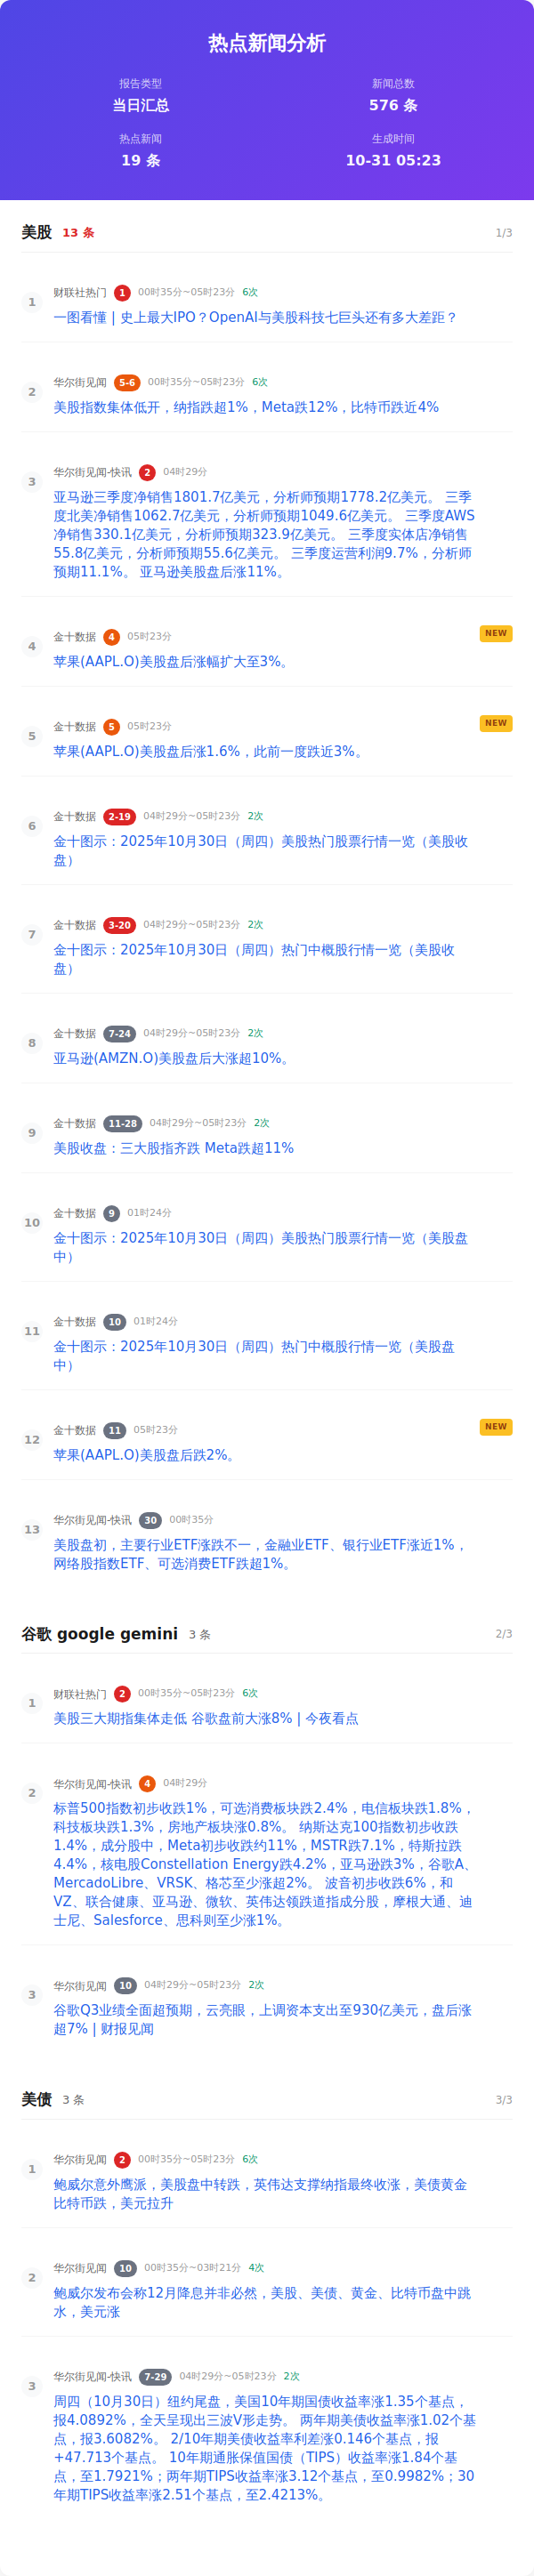 热点新闻分析
报告类型
新闻总数
当日汇总
576 条
热点新闻
生成时间
19 条
10-31 05:23
美股 13 条 1/3
1
财联社热门 1 00时35分~05时23分 6次
一图看懂 | 史上最大IPO？OpenAI与美股科技七巨头还有多大差距？
2
华尔街见闻 5-6 00时35分~05时23分 6次
美股指数集体低开，纳指跌超1%，Meta跌12%，比特币跌近4%
3
华尔街见闻-快讯 2 04时29分
亚马逊三季度净销售1801.7亿美元，分析师预期1778.2亿美元。 三季
度北美净销售1062.7亿美元，分析师预期1049.6亿美元。 三季度AWS
净销售330.1亿美元，分析师预期323.9亿美元。 三季度实体店净销售
55.8亿美元，分析师预期55.6亿美元。 三季度运营利润9.7%，分析师
预期11.1%。 亚马逊美股盘后涨11%。
4
金十数据 4 05时23分 NEW
苹果(AAPL.O)美股盘后涨幅扩大至3%。
5
金十数据 5 05时23分 NEW
苹果(AAPL.O)美股盘后涨1.6%，此前一度跌近3%。
6
金十数据 2-19 04时29分~05时23分 2次
金十图示：2025年10月30日（周四）美股热门股票行情一览（美股收
盘）
7
金十数据 3-20 04时29分~05时23分 2次
金十图示：2025年10月30日（周四）热门中概股行情一览（美股收
盘）
8
金十数据 7-24 04时29分~05时23分 2次
亚马逊(AMZN.O)美股盘后大涨超10%。
9
金十数据 11-28 04时29分~05时23分 2次
美股收盘：三大股指齐跌 Meta跌超11%
10
金十数据 9 01时24分
金十图示：2025年10月30日（周四）美股热门股票行情一览（美股盘
中）
11
金十数据 10 01时24分
金十图示：2025年10月30日（周四）热门中概股行情一览（美股盘
中）
12
金十数据 11 05时23分 NEW
苹果(AAPL.O)美股盘后跌2%。
13
华尔街见闻-快讯 30 00时35分
美股盘初，主要行业ETF涨跌不一，金融业ETF、银行业ETF涨近1%，
网络股指数ETF、可选消费ETF跌超1%。
谷歌 google gemini 3 条 2/3
1
财联社热门 2 00时35分~05时23分 6次
美股三大期指集体走低 谷歌盘前大涨8% | 今夜看点
2
华尔街见闻-快讯 4 04时29分
标普500指数初步收跌1%，可选消费板块跌2.4%，电信板块跌1.8%，
科技板块跌1.3%，房地产板块涨0.8%。 纳斯达克100指数初步收跌
1.4%，成分股中，Meta初步收跌约11%，MSTR跌7.1%，特斯拉跌
4.4%，核电股Constellation Energy跌4.2%，亚马逊跌3%，谷歌A、
MercadoLibre、VRSK、格芯至少涨超2%。 波音初步收跌6%，和
VZ、联合健康、亚马逊、微软、英伟达领跌道指成分股，摩根大通、迪
士尼、Salesforce、思科则至少涨1%。
3
华尔街见闻 10 04时29分~05时23分 2次
谷歌Q3业绩全面超预期，云亮眼，上调资本支出至930亿美元，盘后涨
超7% | 财报见闻
美债 3 条 3/3
1
华尔街见闻 2 00时35分~05时23分 6次
鲍威尔意外鹰派，美股盘中转跌，英伟达支撑纳指最终收涨，美债黄金
比特币跌，美元拉升
2
华尔街见闻 10 00时35分~03时21分 4次
鲍威尔发布会称12月降息并非必然，美股、美债、黄金、比特币盘中跳
水，美元涨
3
华尔街见闻-快讯 7-29 04时29分~05时23分 2次
周四（10月30日）纽约尾盘，美国10年期国债收益率涨1.35个基点，
报4.0892%，全天呈现出三波V形走势。 两年期美债收益率涨1.02个基
点，报3.6082%。 2/10年期美债收益率利差涨0.146个基点，报
+47.713个基点。 10年期通胀保值国债（TIPS）收益率涨1.84个基
点，至1.7921%；两年期TIPS收益率涨3.12个基点，至0.9982%；30
年期TIPS收益率涨2.51个基点，至2.4213%。